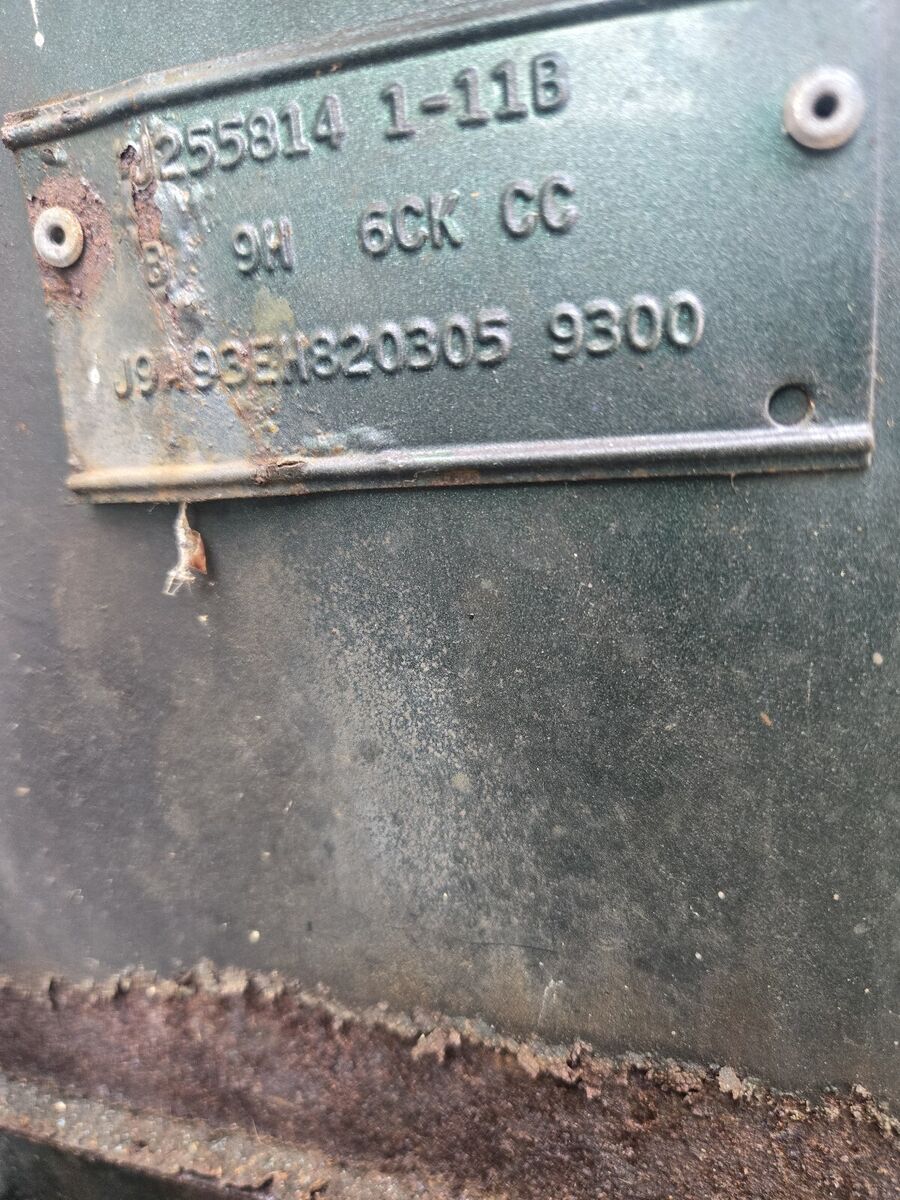 J255814 1-11B
B 9H 6CK CC
J9A93EH820305 9300